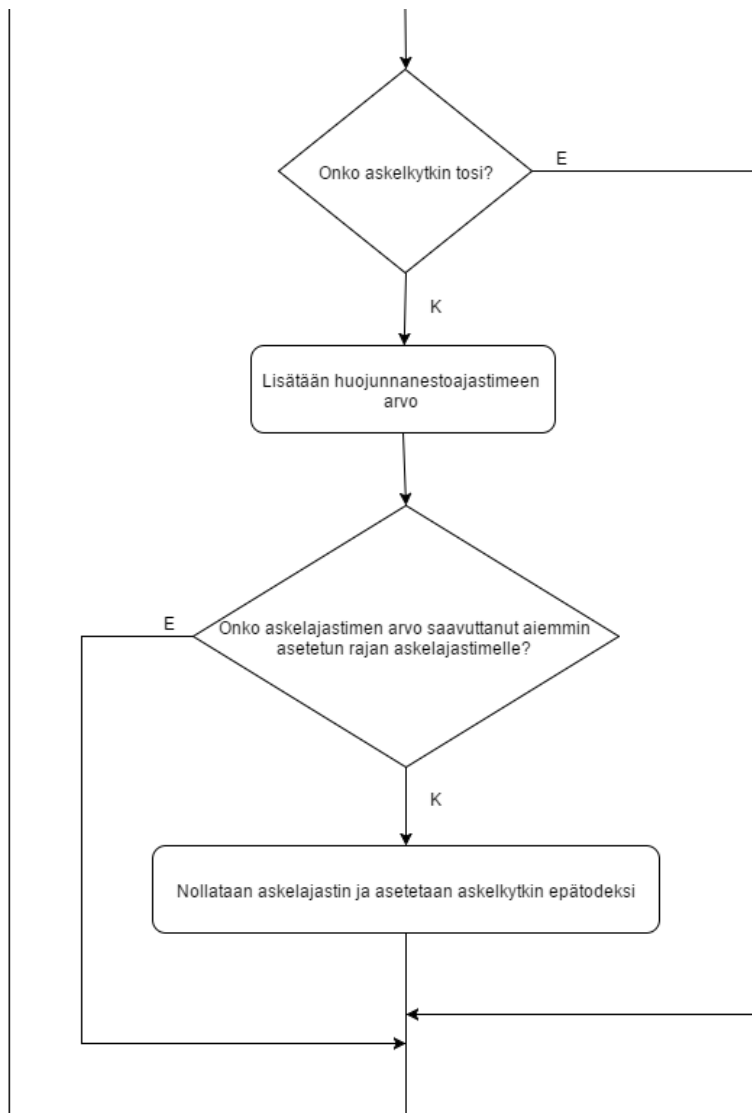 E
Onko askelkytkin tosi?
K
Lisätään huojunnanestoajastimeen
arvo
E
Onko askelajastimen arvo saavuttanut aiemmin
asetetun rajan askelajastimelle?
K
Nollataan askelajastin ja asetetaan askelkytkin epätodeksi